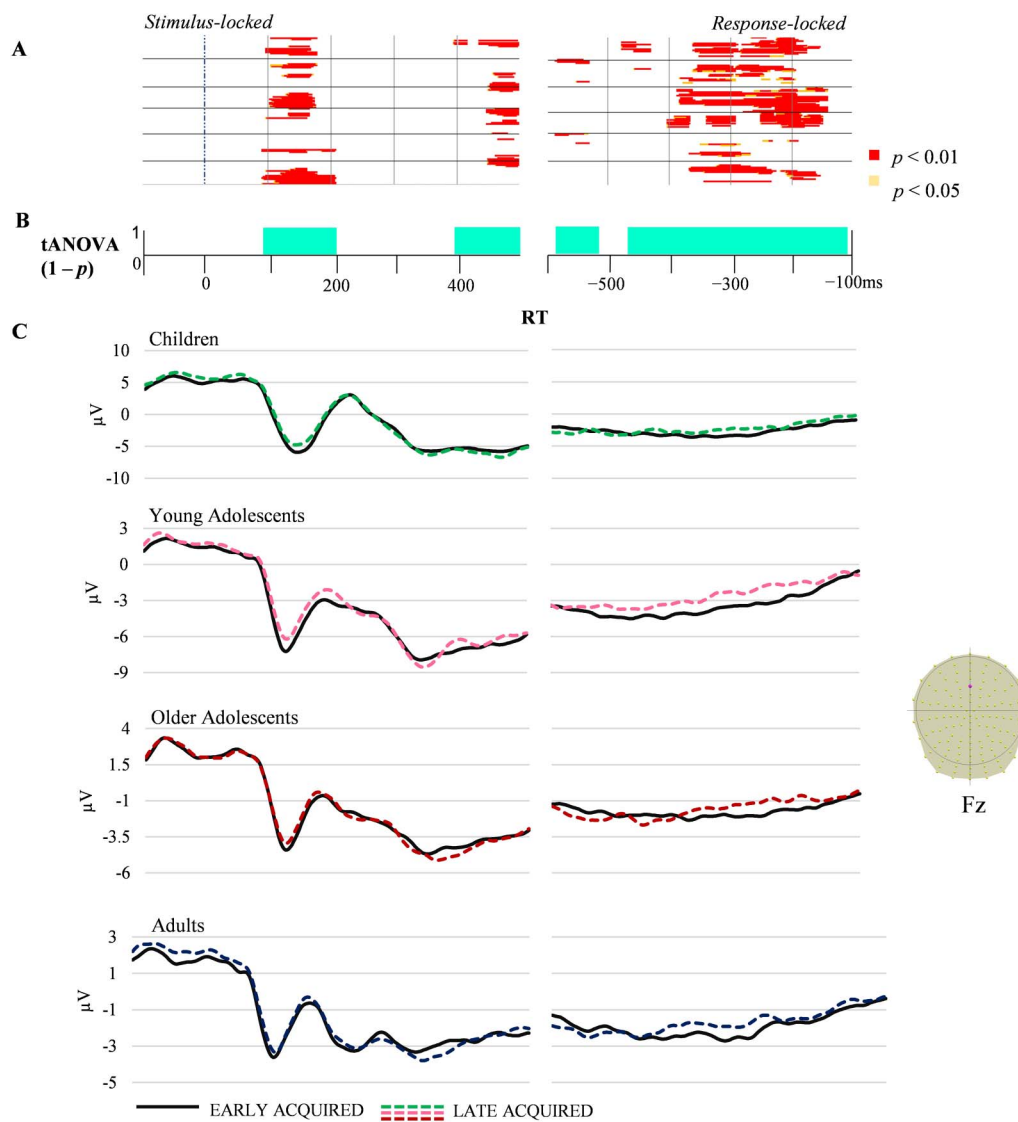 Stimulus-locked
Response-locked
A
p < 0.01
p < 0.05
B
tANOVA
(1 – p)
1
0
0
200
400
−500
−300
−100ms
RT
C
Children
10
5
0
-5
-10
µV
Young Adolescents
3
0
-3
-6
-9
µV
Older Adolescents
4
1.5
-1
-3.5
-6
µV
Fz
Adults
3
1
-1
-3
-5
µV
EARLY ACQUIRED
LATE ACQUIRED